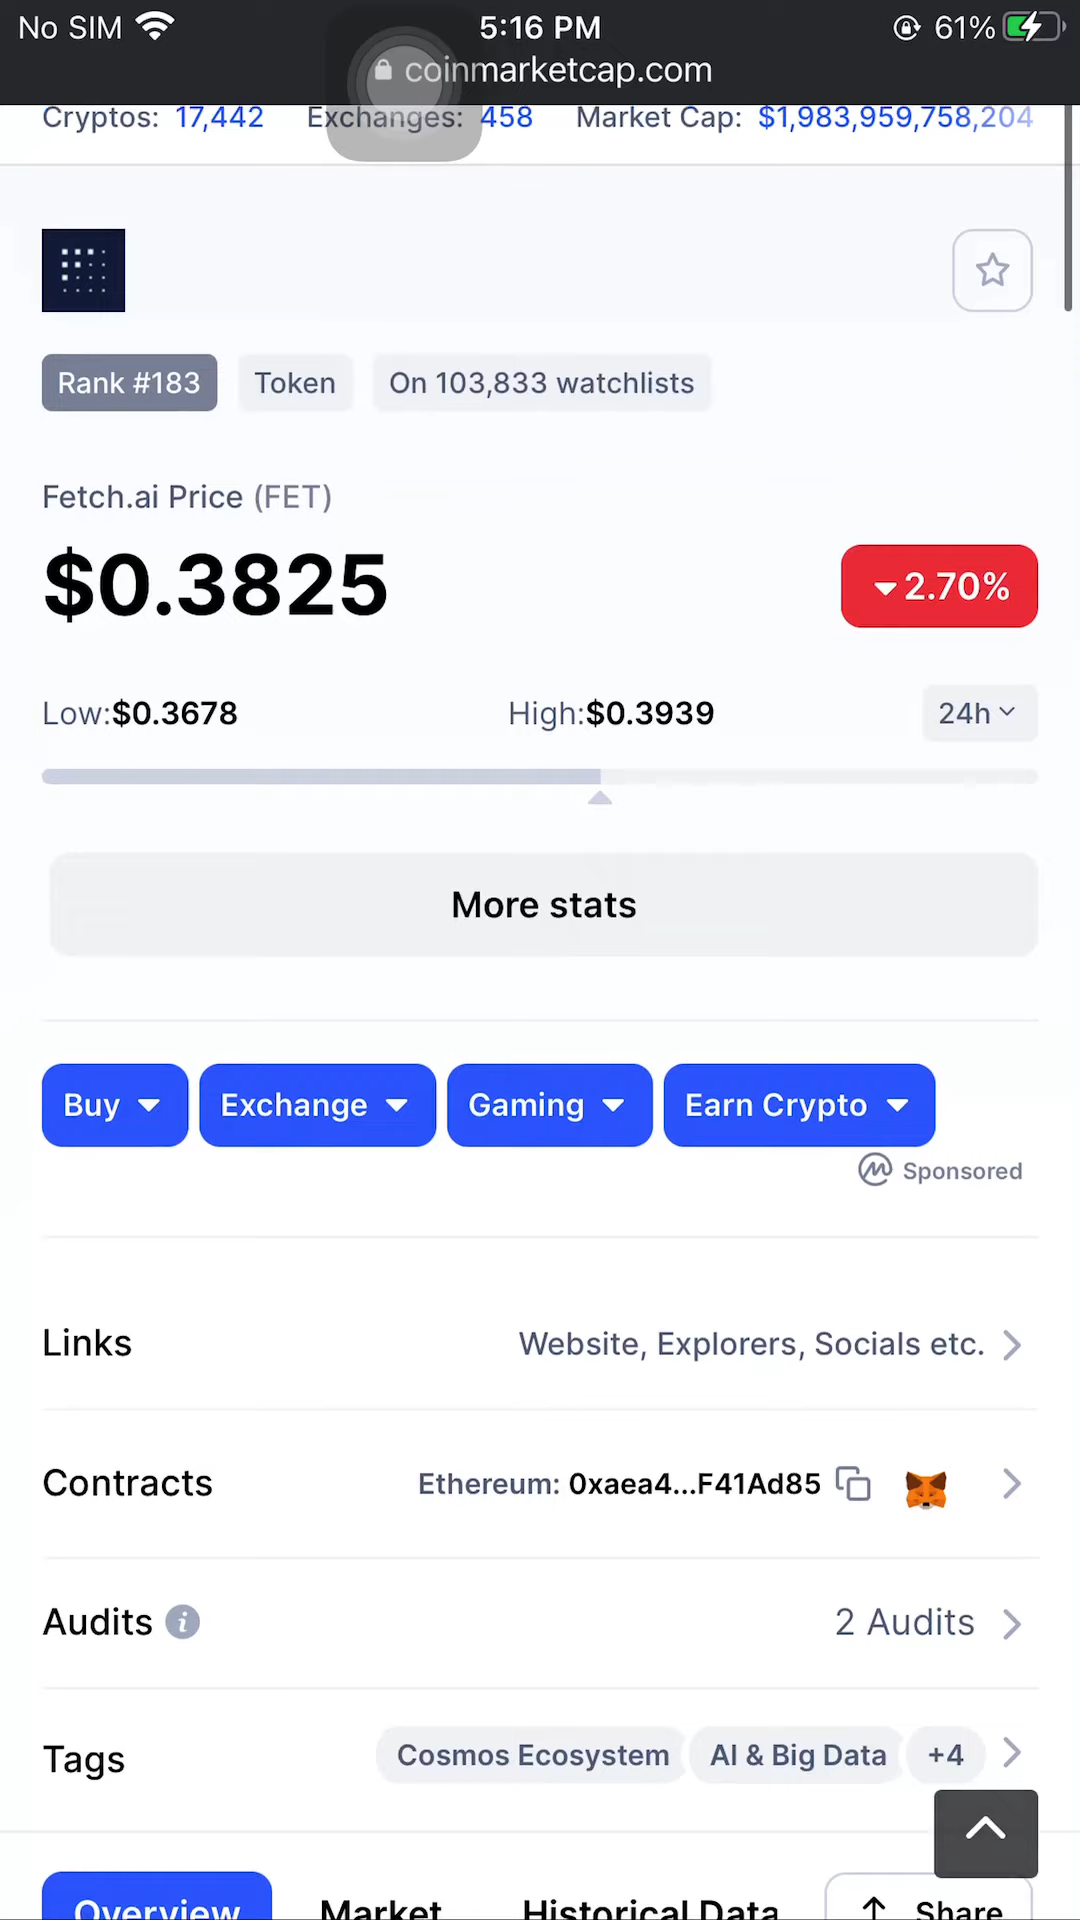 No SIM 5:16 PM 61%
coinmarketcap.com
Cryptos: 17,442 Exchanges: 458 Market Cap: $1,983,959,758,204
Rank #183 Token On 103,833 watchlists
Fetch.ai Price (FET)
$0.3825 2.70%
Low:$0.3678 High:$0.3939 24h
More stats
Buy Exchange Gaming Earn Crypto
Sponsored
Links Website, Explorers, Socials etc.
Contracts Ethereum: 0xaea4...F41Ad85
Audits i 2 Audits
Tags Cosmos Ecosystem AI & Big Data +4
Overview Market Historical Data Share